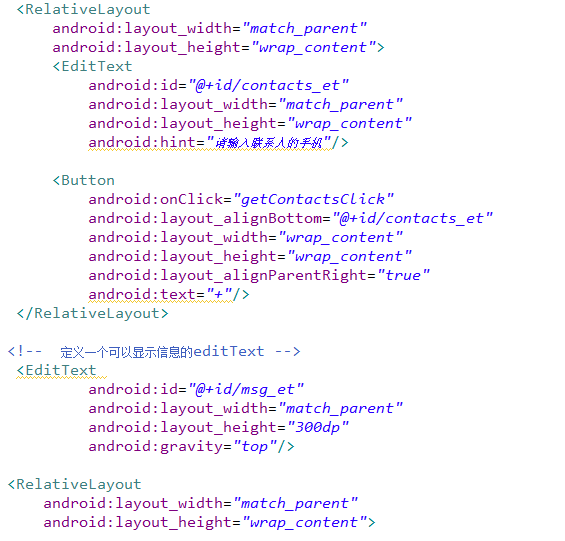 <RelativeLayout
android:layout_width="match_parent"
android:layout_height="wrap_content">
<EditText
android:id="@+id/contacts_et"
android:layout_width="match_parent"
android:layout_height="wrap_content"
android:hint="请输入联系人的手机"/>
<Button
android:onClick="getContactsClick"
android:layout_alignBottom="@+id/contacts_et"
android:layout_width="wrap_content"
android:layout_height="wrap_content"
android:layout_alignParentRight="true"
android:text="+"/>
</RelativeLayout>
<!-- 定义一个可以显示信息的editText -->
<EditText
android:id="@+id/msg_et"
android:layout_width="match_parent"
android:layout_height="300dp"
android:gravity="top"/>
<RelativeLayout
android:layout_width="match_parent"
android:layout_height="wrap_content">